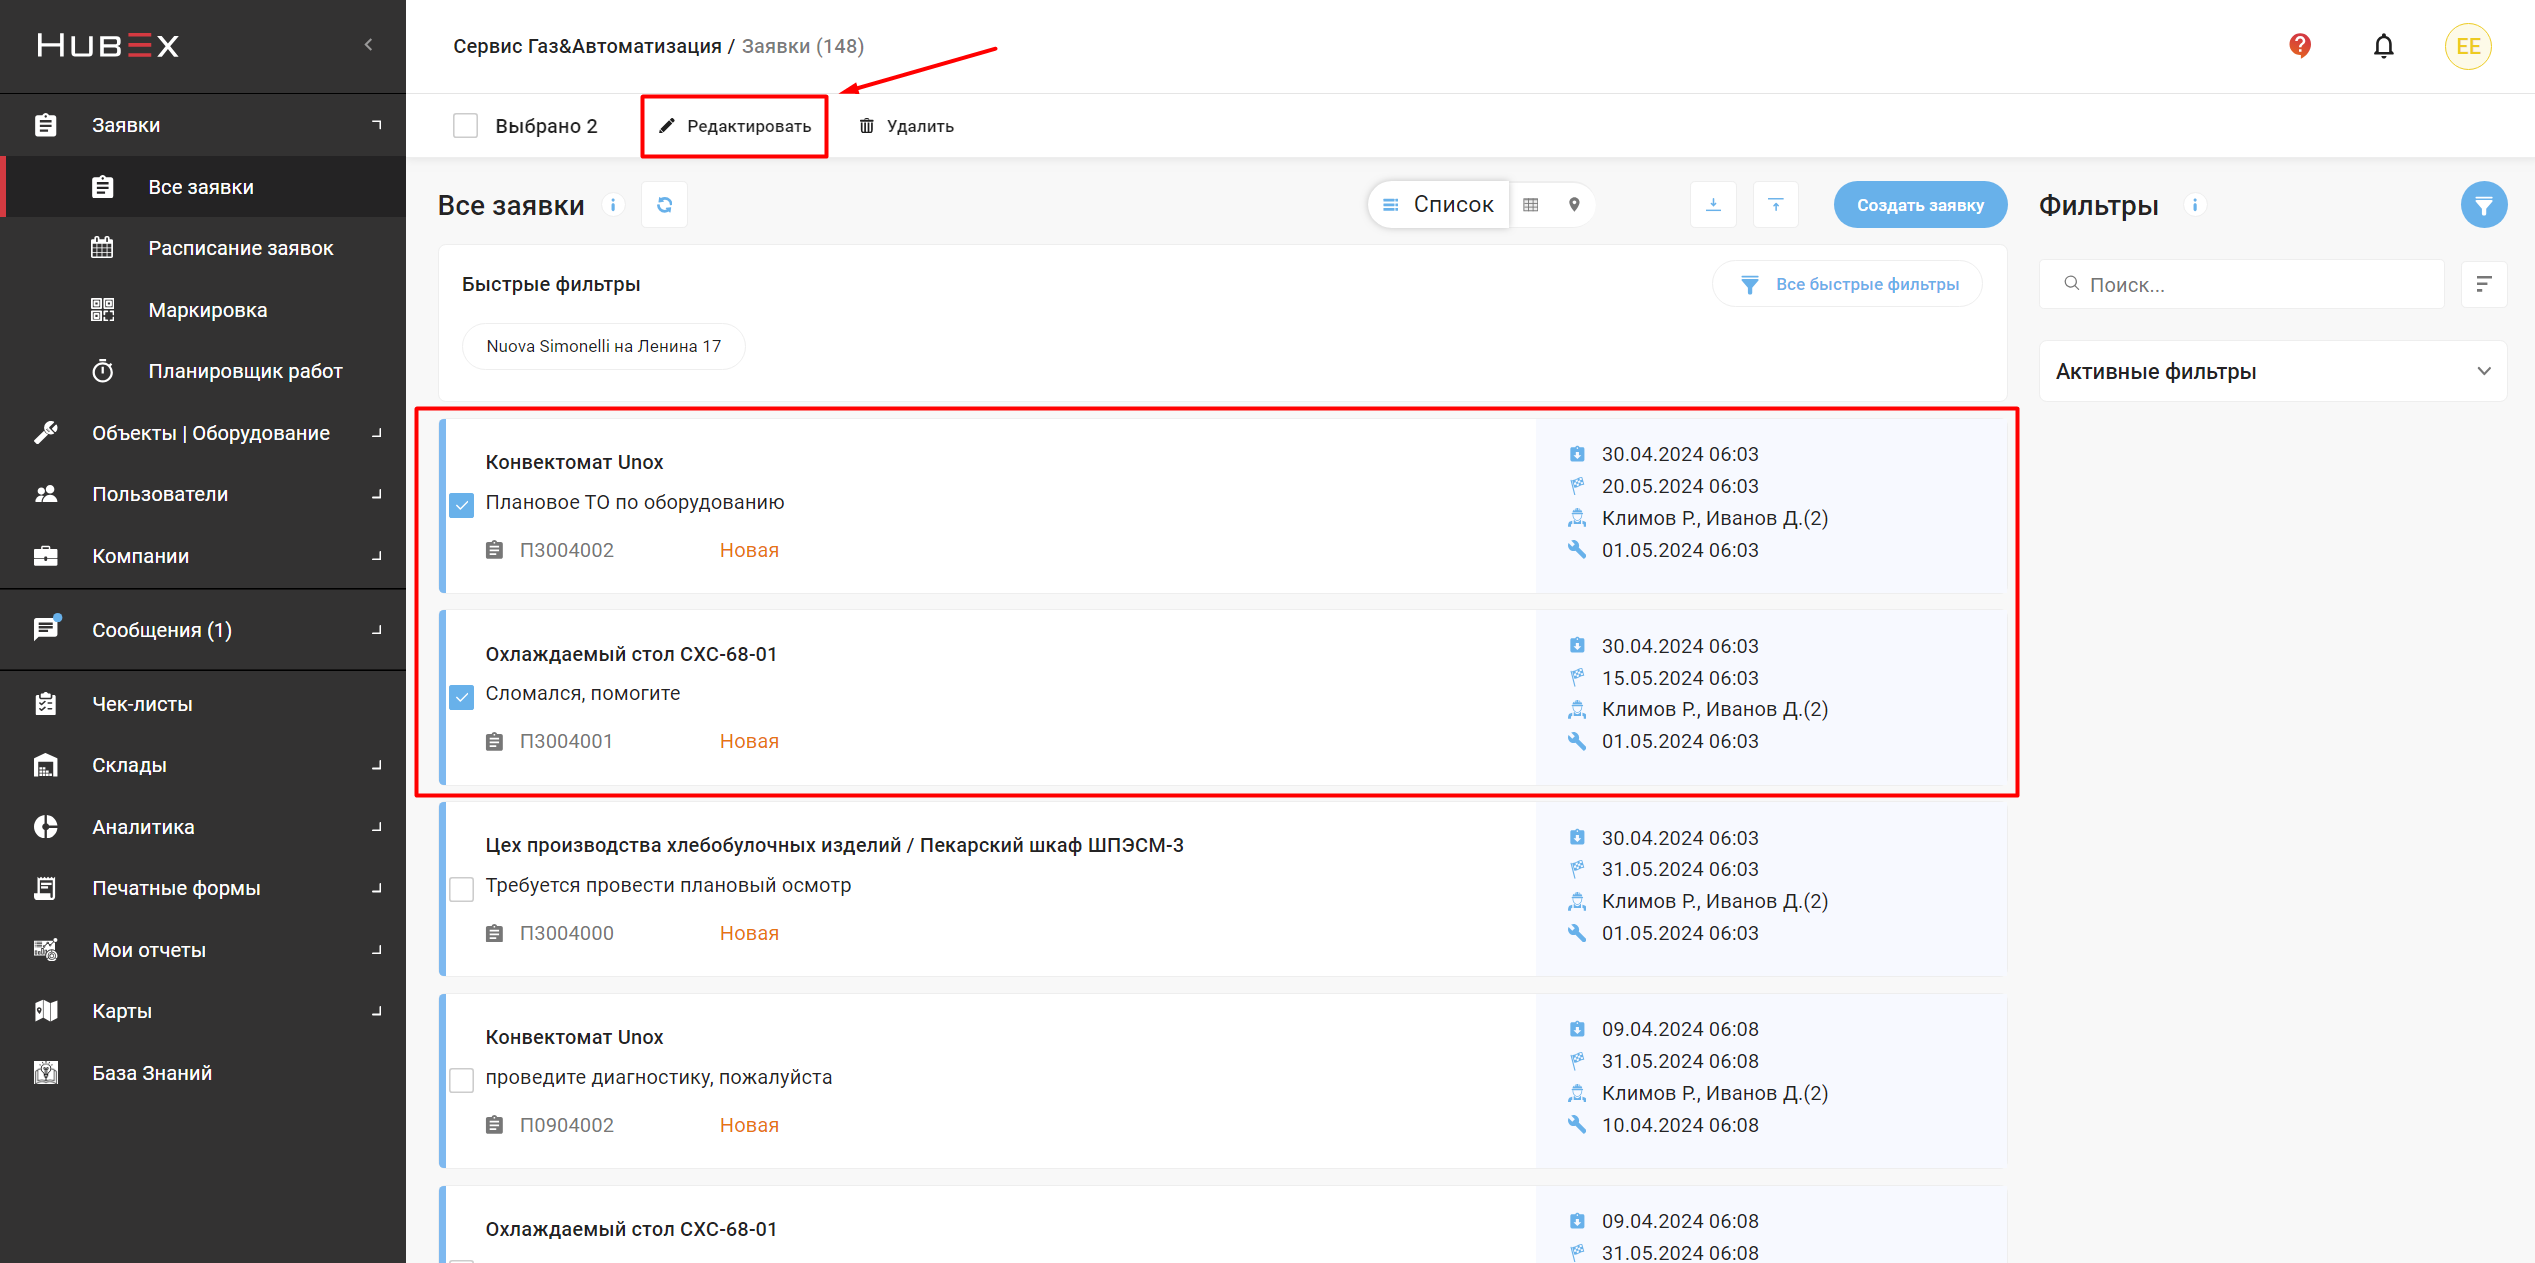 HUBEX
Сервис Газ&Автоматизация / Заявки (148)
EE
Заявки
Все заявки
Расписание заявок
Маркировка
Планировщик работ
Объекты | Оборудование
Пользователи
Компании
Сообщения (1)
Чек-листы
Склады
Аналитика
Печатные формы
Мои отчеты
Карты
База Знаний
Выбрано 2
Редактировать
Удалить
Все заявки
Список
Создать заявку
Быстрые фильтры
Все быстрые фильтры
Nuova Simonelli на Ленина 17
Конвектомат Unox
Плановое ТО по оборудованию
П3004002 Новая
30.04.2024 06:03
20.05.2024 06:03
Климов Р., Иванов Д.(2)
01.05.2024 06:03
Охлаждаемый стол СХС-68-01
Сломался, помогите
П3004001 Новая
30.04.2024 06:03
15.05.2024 06:03
Климов Р., Иванов Д.(2)
01.05.2024 06:03
Цех производства хлебобулочных изделий / Пекарский шкаф ШПЭСМ-3
Требуется провести плановый осмотр
П3004000 Новая
30.04.2024 06:03
31.05.2024 06:03
Климов Р., Иванов Д.(2)
01.05.2024 06:03
Конвектомат Unox
проведите диагностику, пожалуйста
П0904002 Новая
09.04.2024 06:08
31.05.2024 06:08
Климов Р., Иванов Д.(2)
10.04.2024 06:08
Охлаждаемый стол СХС-68-01
09.04.2024 06:08
31.05.2024 06:08
Фильтры
Поиск...
Активные фильтры